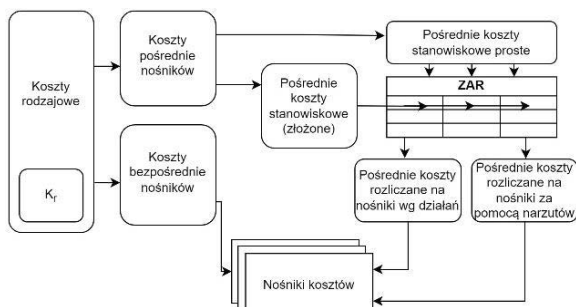 Koszty
rodzajowe
Kr
Koszty
pośrednie
nośników
Koszty
bezpośrednie
nośników
Pośrednie
koszty
stanowiskowe
(złożone)
Pośrednie koszty
stanowiskowe proste
ZAR
Pośrednie koszty
rozliczane na
nośniki wg działań
Pośrednie koszty
rozliczane na
nośniki za
pomocą narzutów
Nośniki kosztów